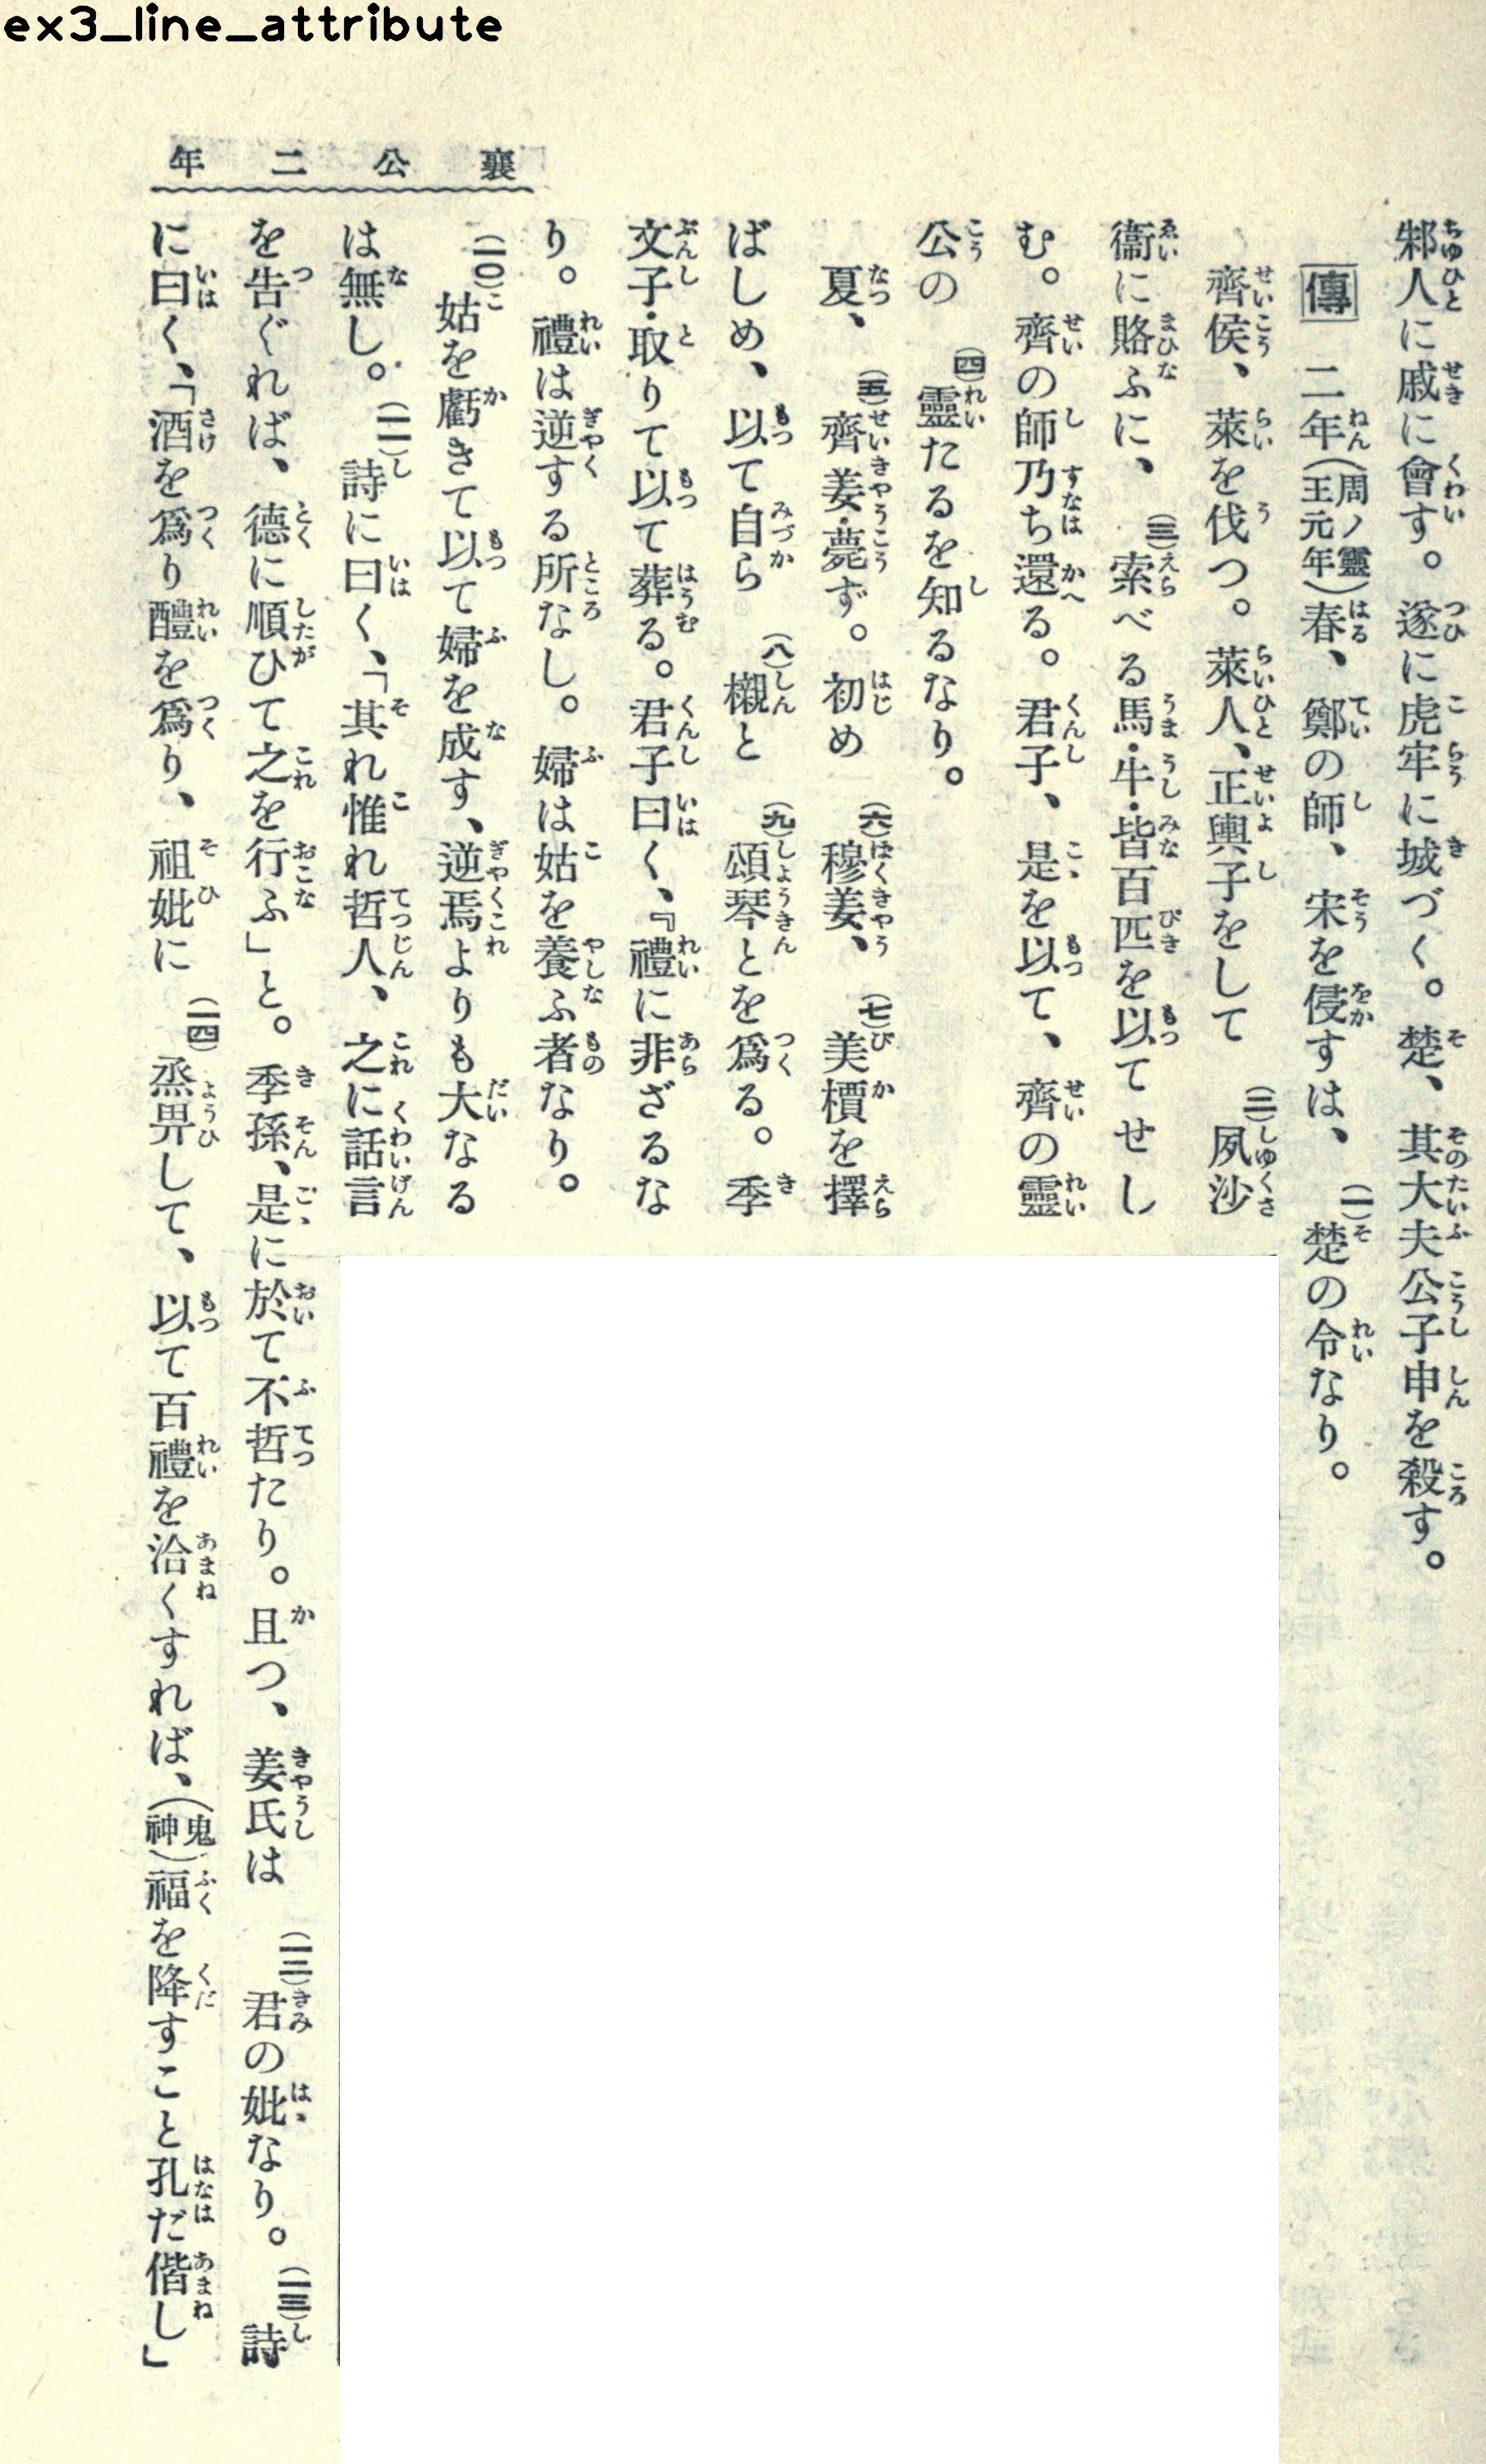 ex3_line_attribute
邾人に戚に會す。遂に虎牢に城づく。楚、其大夫公子申を殺す。
傳 二年(周ノ靈王元年)春、鄭の師、宋を侵すは、(一)楚の令なり。
齊侯、萊を伐つ。萊人、正輿子をして(二)夙沙
衞に賂ふに、(三)索べる馬・牛・皆百匹を以てせし
む。齊の師乃ち還る。君子、是を以て、齊の靈
公の(四)靈たるを知るなり。
夏、(五)齊姜・薨ず。初め(六)穆姜、(七)美檟を擇
ばしめ、以て自ら(八)櫬と(九)頌琴とを爲る。季
文子・取りて以て葬る。君子曰く、『禮に非ざるな
り。禮は逆する所なし。婦は姑を養ふ者なり。
(一〇)姑を虧きて以て婦を成す、逆焉よりも大なる
は無し。(一一)詩に曰く、「其れ惟れ哲人、之に話言
を告ぐれば、德に順ひて之を行ふ」と。季孫、是に於て不哲たり。且つ、姜氏は(一二)君の妣なり。(一三)詩
に曰く、「酒を爲り醴を爲り、祖妣に(一四)烝畀して、以て百禮を洽くすれば、(鬼神)福を降すこと孔だ偕し」
襄公二年